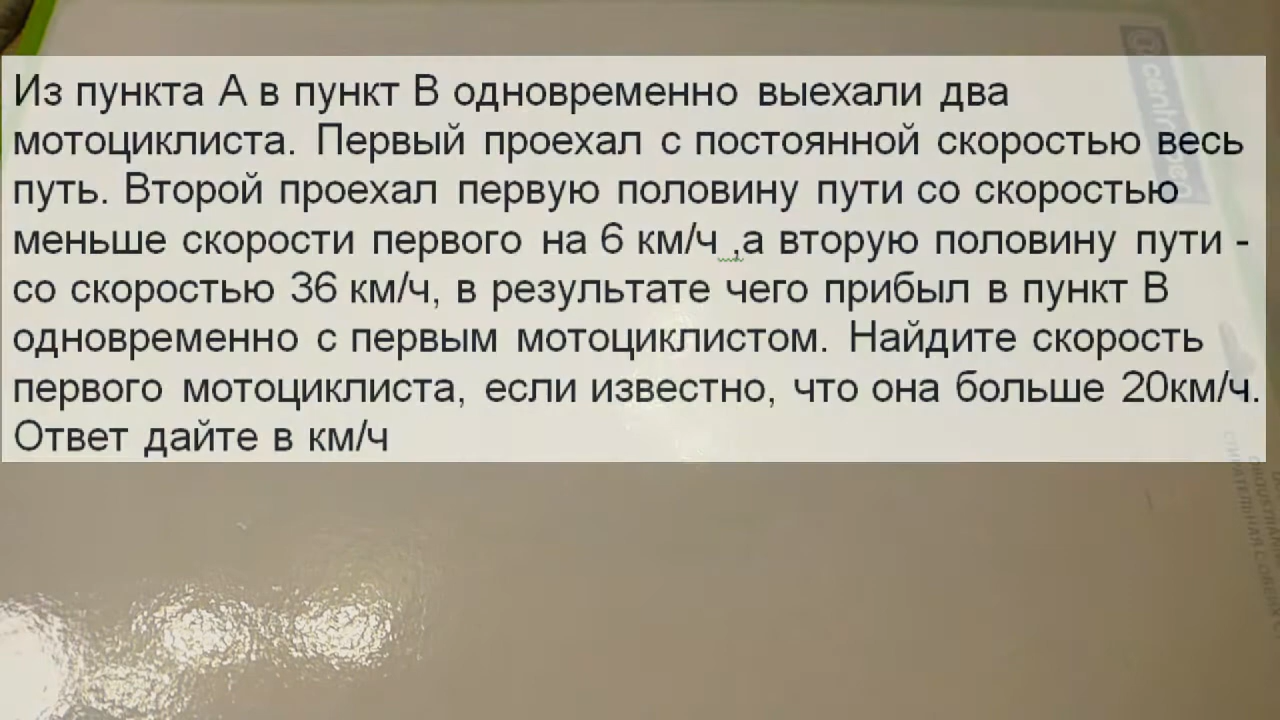 Из пункта А в пункт В одновременно выехали два
мотоциклиста. Первый проехал с постоянной скоростью весь
путь. Второй проехал первую половину пути со скоростью
меньше скорости первого на 6 км/ч ,а вторую половину пути -
со скоростью 36 км/ч, в результате чего прибыл в пункт В
одновременно с первым мотоциклистом. Найдите скорость
первого мотоциклиста, если известно, что она больше 20км/ч.
Ответ дайте в км/ч